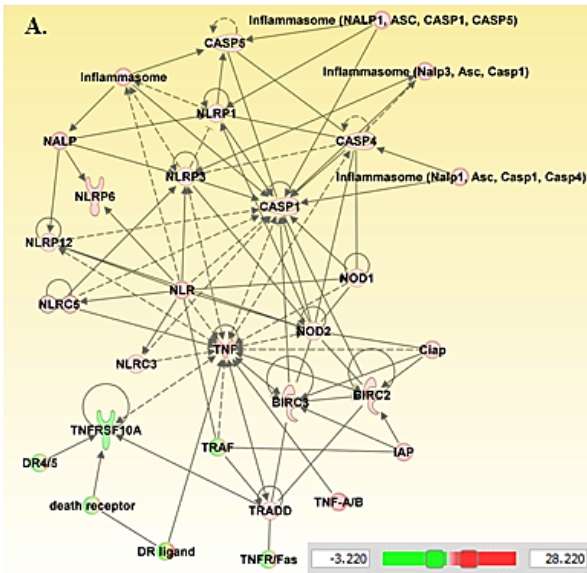 A.
Inflammasome (NALP1, ASC, CASP1, CASP5)
CASP5
Inflammasome
Inflammasome (Nalp3, Asc, Casp1)
NLRP1
NALP
CASP4
NLRP3
Inflammasome (Nalp1, Asc, Casp1, Casp4)
NLRP6
CASP1
NLRP12
NOD1
NLR
NLRC5
NOD2
TNF
Ciap
NLRC3
BIRC3
BIRC2
TNFRSF10A
TRAF
IAP
DR4/5
TNF-A/B
death receptor
TRADD
DR ligand
TNFR/Fas
-3.220
28.220